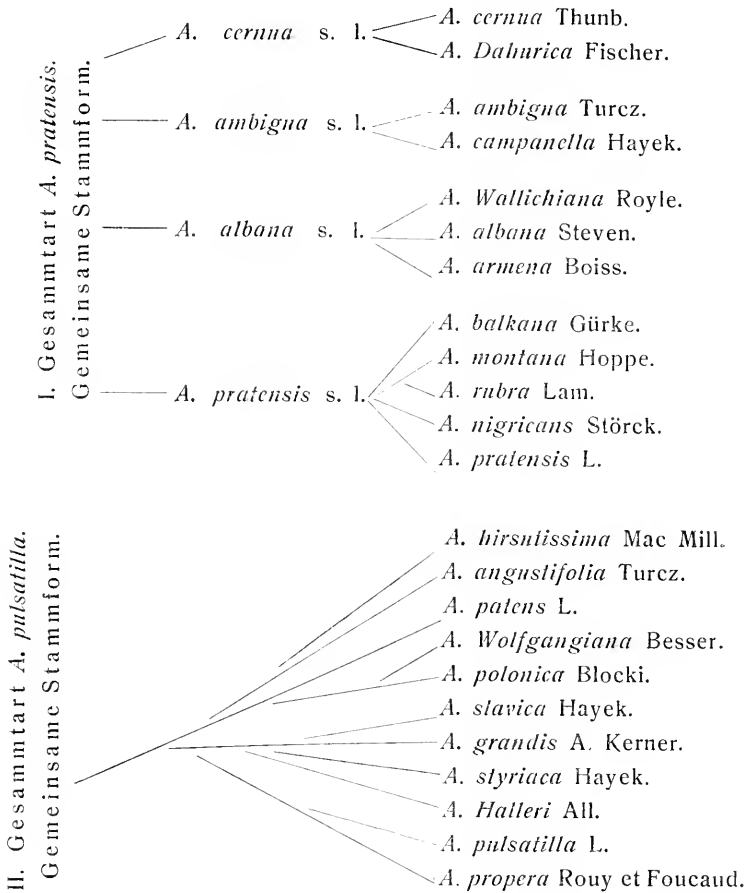 I. Gesammtart A. pratensis.
Gemeinsame Stammform.
A. cernua s. l.
A. cernua Thunb.
A. Dahurica Fischer.
A. ambigua s. l.
A. ambigua Turcz.
A. campanella Hayek.
A. albana s. l.
A. Wallichiana Royle.
A. albana Steven.
A. armena Boiss.
A. pratensis s. l.
A. balkana Gürke.
A. montana Hoppe.
A. rubra Lam.
A. nigricans Störck.
A. pratensis L.
II. Gesammtart A. pulsatilla.
Gemeinsame Stammform.
A. hirsutissima Mac Mill.
A. angustifolia Turcz.
A. patens L.
A. Wolfgangiana Besser.
A. polonica Blocki.
A. slavica Hayek.
A. grandis A. Kerner.
A. styriaca Hayek.
A. Halleri All.
A. pulsatilla L.
A. propera Rouy et Foucaud.